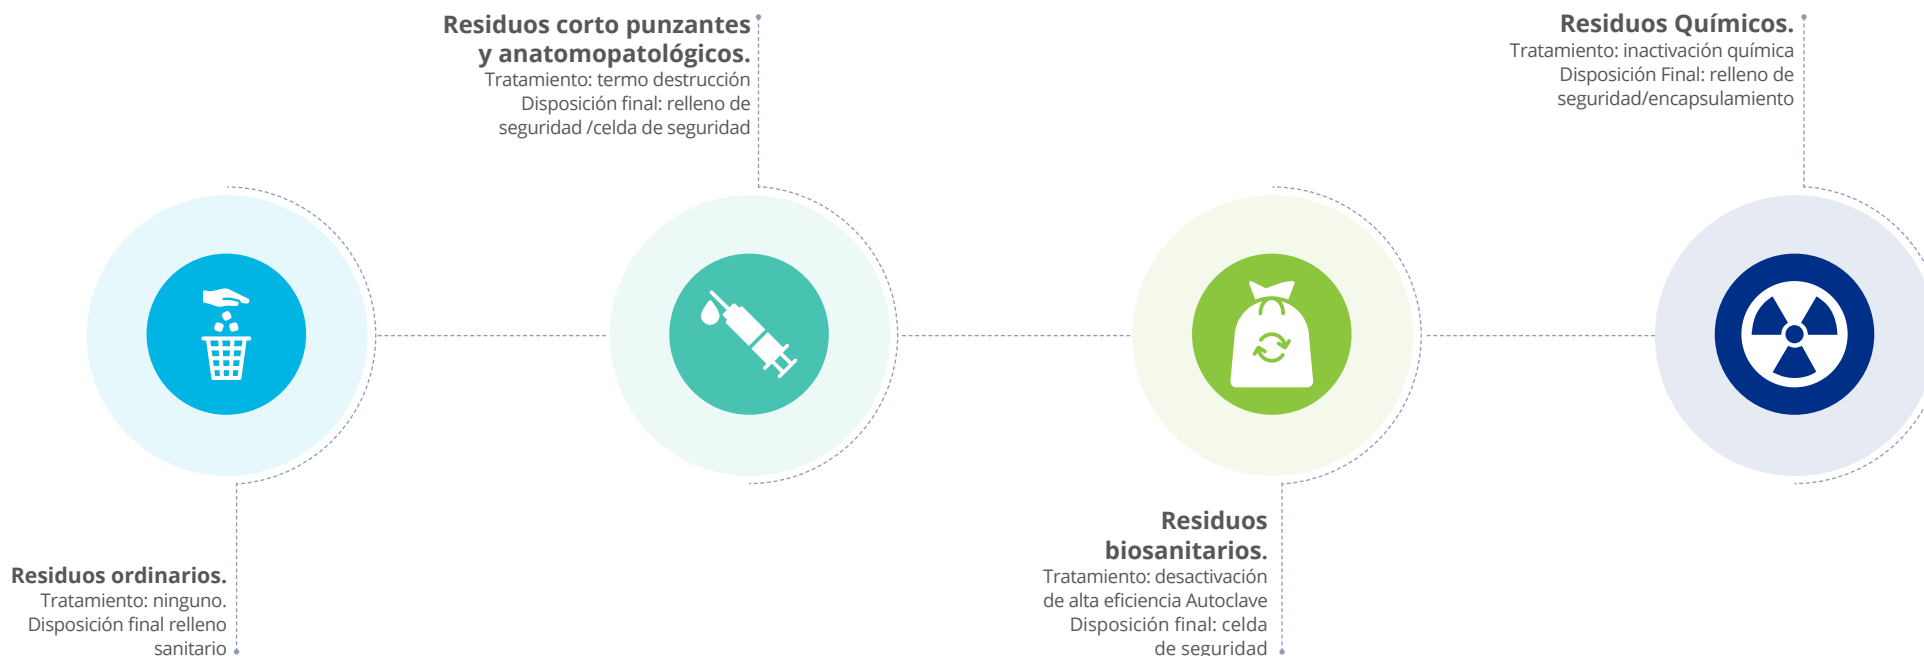 Residuos ordinarios.
Tratamiento: ninguno.
Disposición final relleno
sanitario
Residuos corto punzantes
y anatomopatológicos.
Tratamiento: termo destrucción
Disposición final: relleno de
seguridad /celda de seguridad
Residuos
biosanitarios.
Tratamiento: desactivación
de alta eficiencia Autoclave
Disposición final: celda
de seguridad
Residuos Químicos.
Tratamiento: inactivación química
Disposición Final: relleno de
seguridad/encapsulamiento